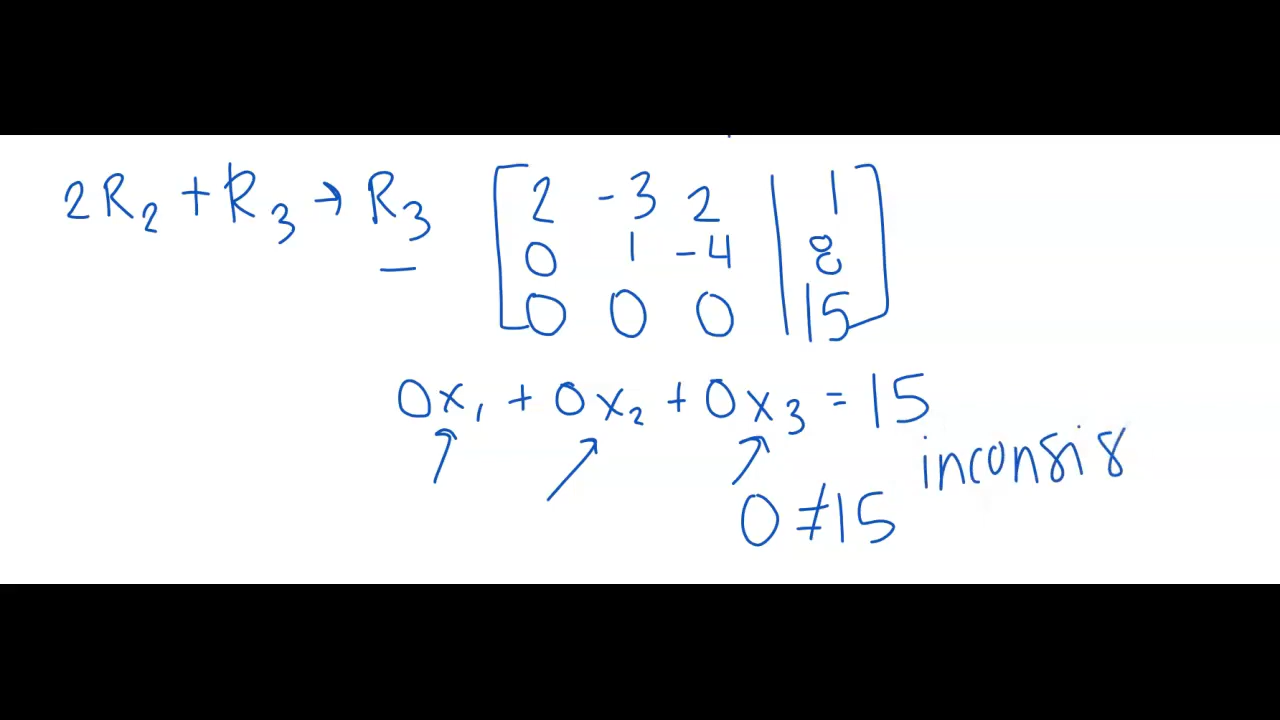 2R₂ + R₃ → R₃ [ 2 -3 2 | 1 ]
[ 0 1 -4 | 8 ]
[ 0 0 0 | 15 ]
0x₁ + 0x₂ + 0x₃ = 15
inconsis
0 ≠ 15